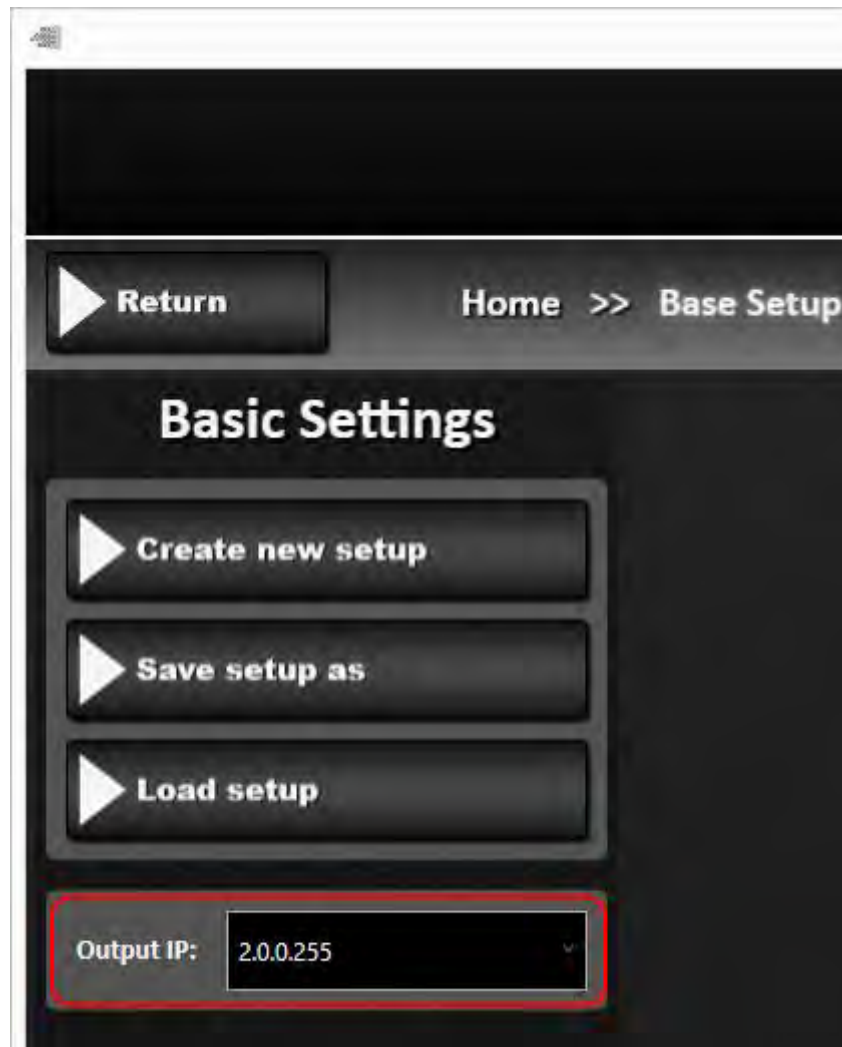 Return
Home >> Base Setup
Basic Settings
Create new setup
Save setup as
Load setup
Output IP: 2.0.0.255